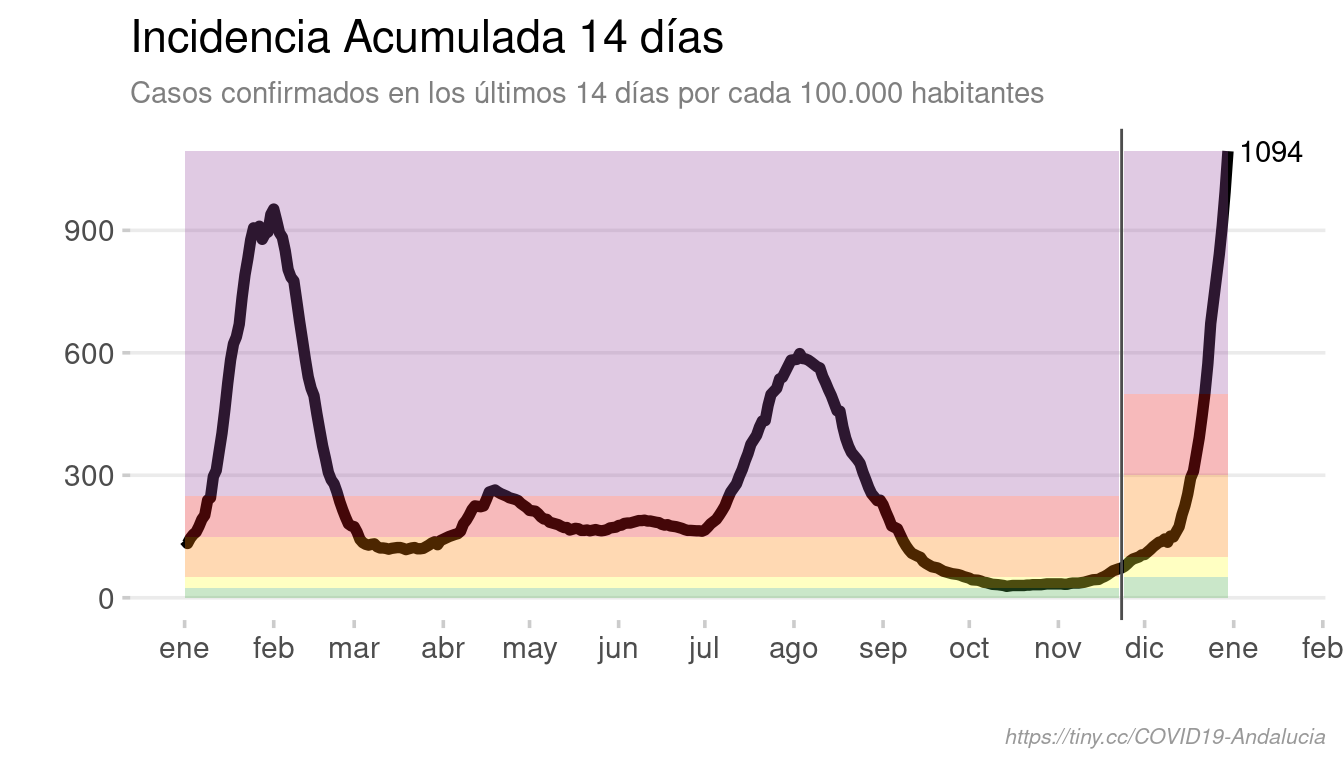 Incidencia Acumulada 14 días
Casos confirmados en los últimos 14 días por cada 100.000 habitantes
1094
900
600
300
0
ene feb mar abr may jun jul ago sep oct nov dic ene feb
https://tiny.cc/COVID19-Andalucia